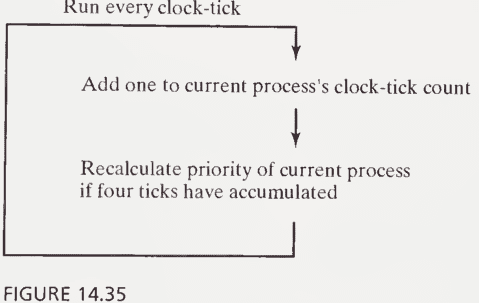 Run every clock-tick
Add one to current process's clock-tick count
Recalculate priority of current process
if four ticks have accumulated
FIGURE 14.35